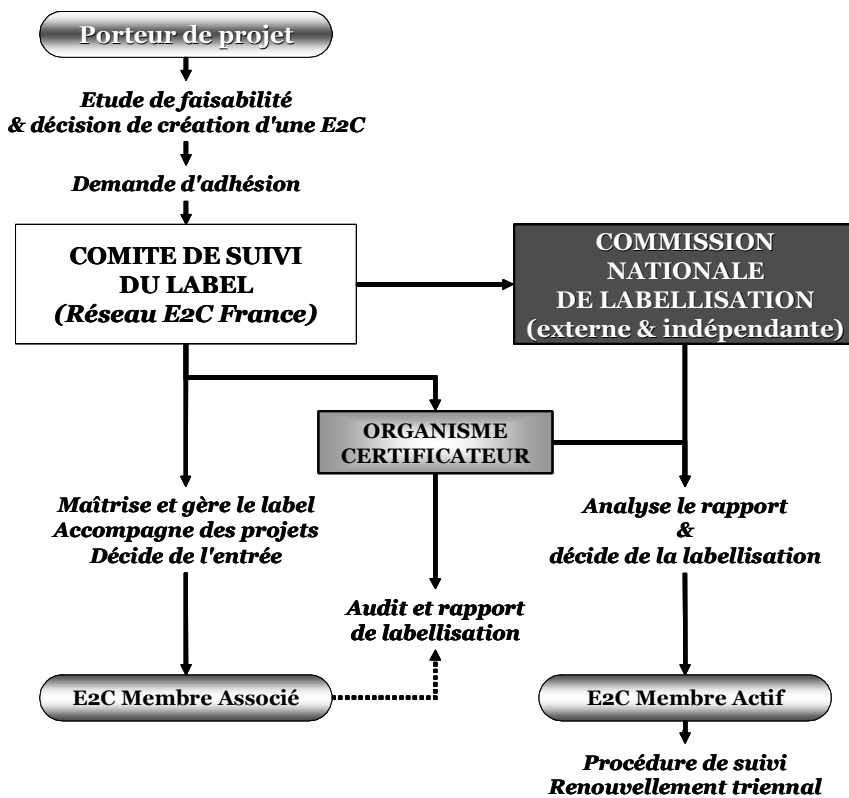 Porteur de projet
Etude de faisabilité
& décision de création d'une E2C
Demande d'adhésion
COMITE DE SUIVI
DU LABEL
(Réseau E2C France)
COMMISSION
NATIONALE
DE LABELLISATION
(externe & indépendante)
ORGANISME
CERTIFICATEUR
Maîtrise et gère le label
Accompagne des projets
Décide de l'entrée
Analyse le rapport
&
décide de la labellisation
Audit et rapport
de labellisation
E2C Membre Associé
E2C Membre Actif
Procédure de suivi
Renouvellement triennal